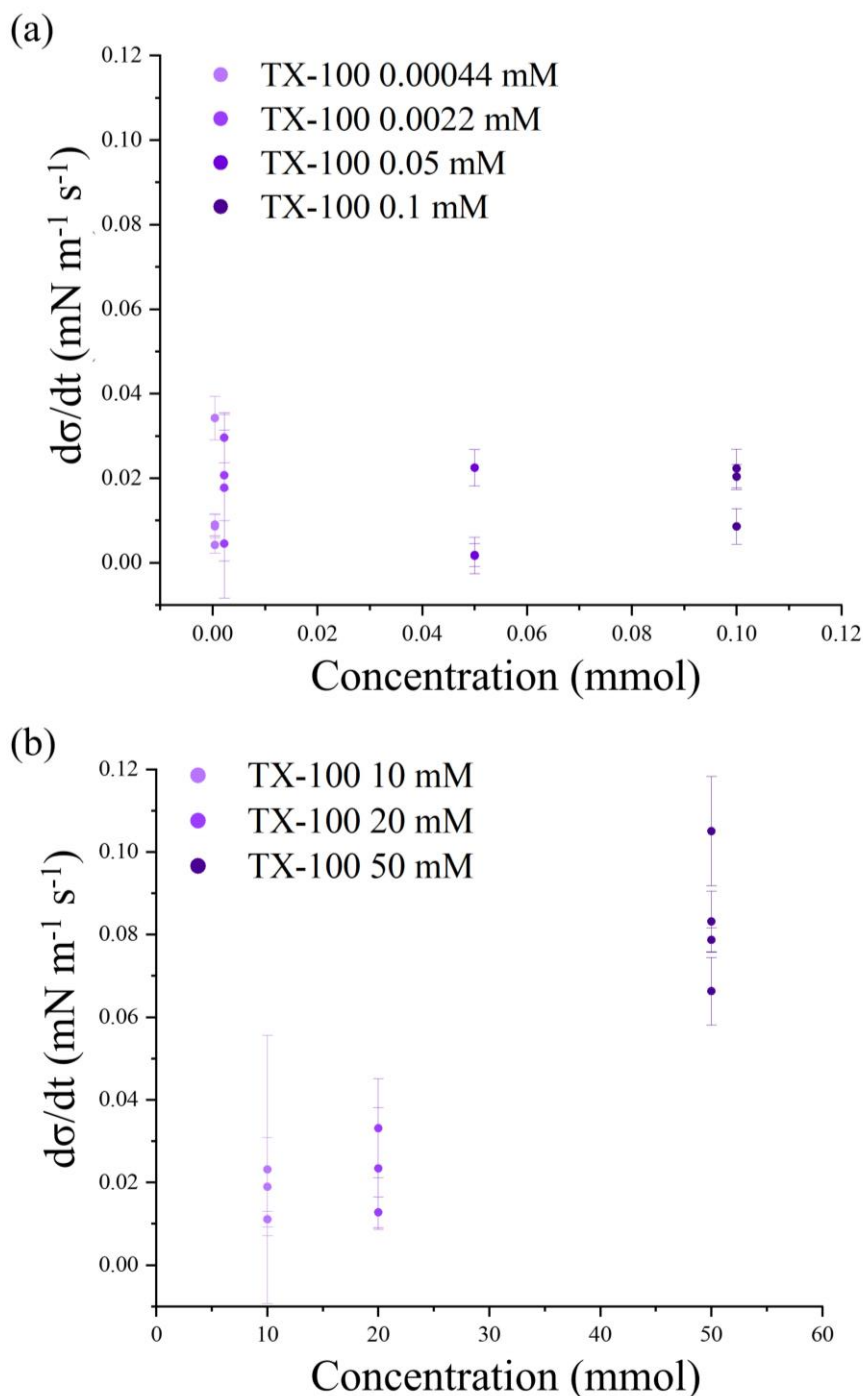 (a)
0.12
0.10
0.08
0.06
0.04
0.02
0.00
dσ/dt (mN m⁻¹ s⁻¹)
TX-100 0.00044 mM
TX-100 0.0022 mM
TX-100 0.05 mM
TX-100 0.1 mM
0.00 0.02 0.04 0.06 0.08 0.10 0.12
Concentration (mmol)
(b)
0.12
0.10
0.08
0.06
0.04
0.02
0.00
dσ/dt (mN m⁻¹ s⁻¹)
TX-100 10 mM
TX-100 20 mM
TX-100 50 mM
0 10 20 30 40 50 60
Concentration (mmol)